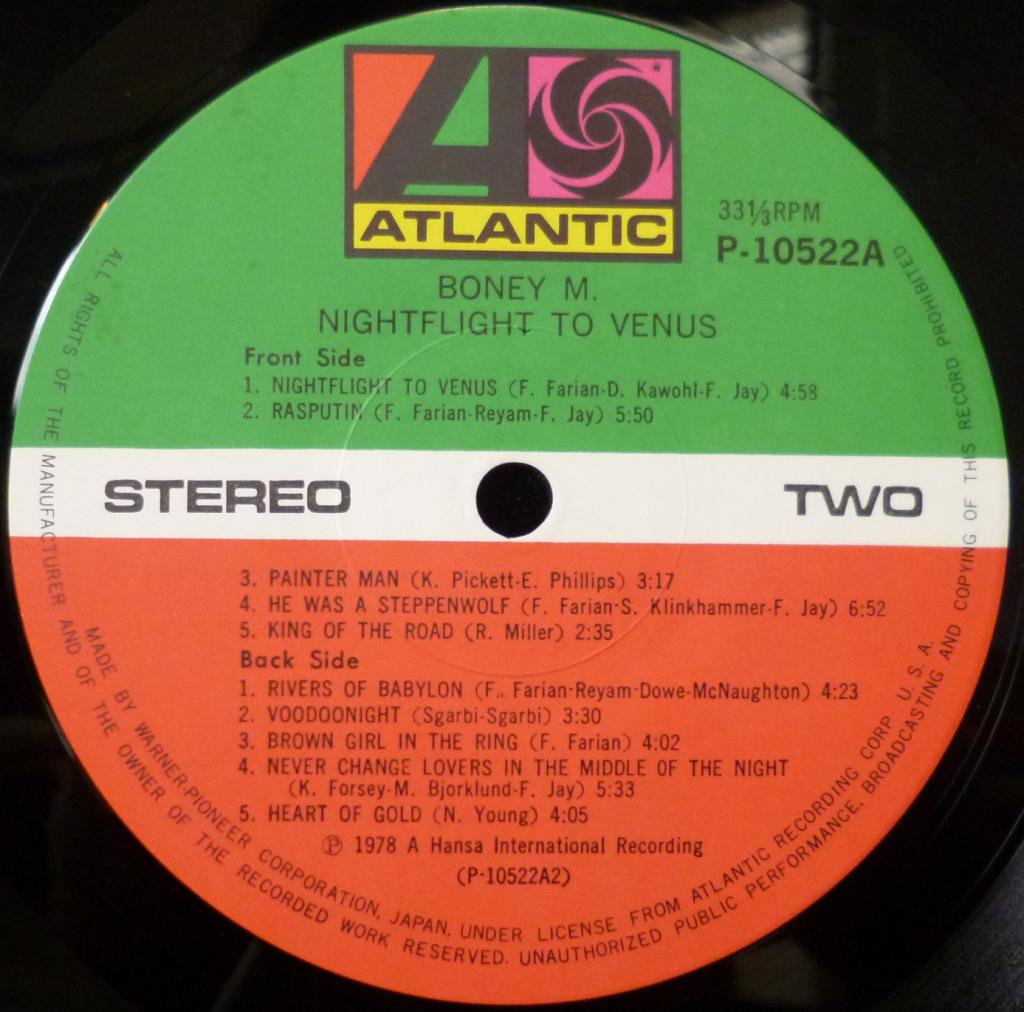 ATLANTIC
33⅓RPM
P-10522A
BONEY M.
NIGHTFLIGHT TO VENUS
Front Side
1. NIGHTFLIGHT TO VENUS (F. Farian-D. Kawohl-F. Jay) 4:58
2. RASPUTIN (F. Farian-Reyam-F. Jay) 5:50
STEREO
TWO
3. PAINTER MAN (K. Pickett-E. Phillips) 3:17
4. HE WAS A STEPPENWOLF (F. Farian-S. Klinkhammer-F. Jay) 6:52
5. KING OF THE ROAD (R. Miller) 2:35
Back Side
1. RIVERS OF BABYLON (F. Farian-Reyam-Dowe-McNaughton) 4:23
2. VOODOONIGHT (Sgarbi-Sgarbi) 3:30
3. BROWN GIRL IN THE RING (F. Farian) 4:02
4. NEVER CHANGE LOVERS IN THE MIDDLE OF THE NIGHT
(K. Forsey-M. Bjorklund-F. Jay) 5:33
5. HEART OF GOLD (N. Young) 4:05
℗ 1978 A Hansa International Recording
(P-10522A2)
MADE BY WARNER-PIONEER CORPORATION, JAPAN, UNDER LICENSE FROM ATLANTIC RECORDING CORP. U. S. A.
ALL RIGHTS OF THE MANUFACTURER AND OF THE OWNER OF THE RECORDED WORK RESERVED. UNAUTHORIZED PUBLIC PERFORMANCE, BROADCASTING AND COPYING OF THIS RECORD PROHIBITED